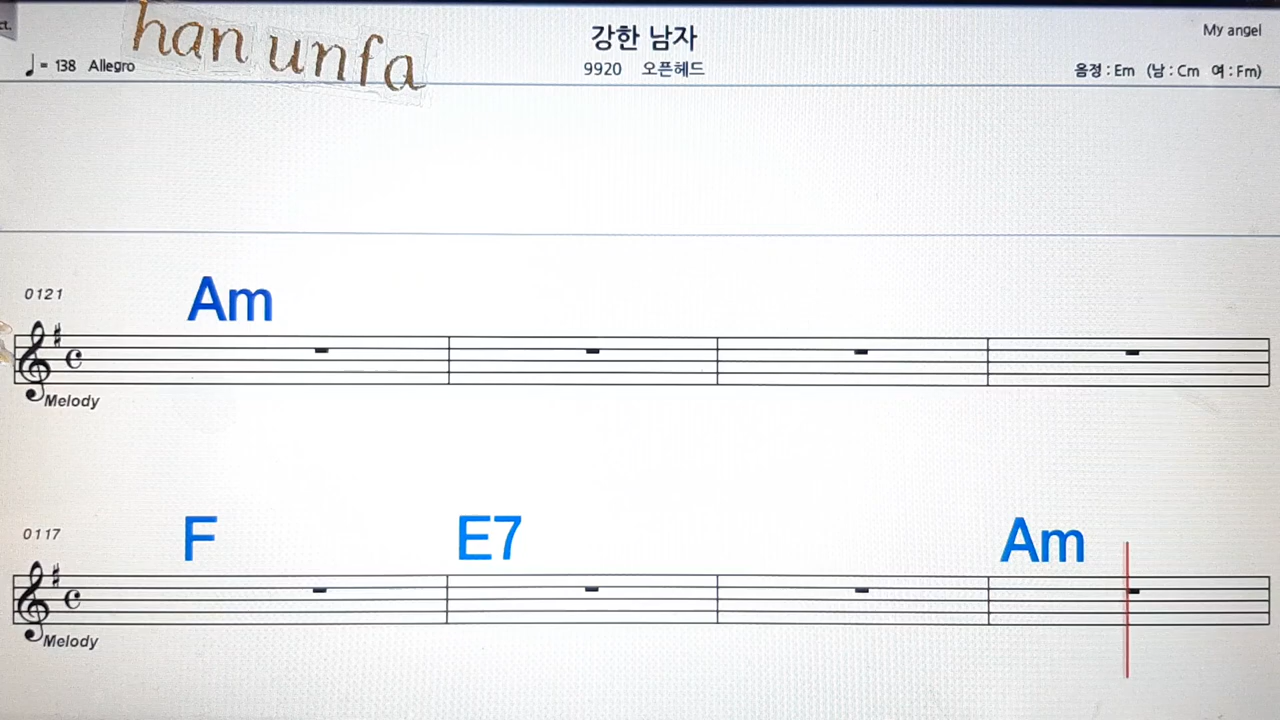 ct.
han unfa
강한 남자
My angel
♩ = 138 Allegro
9920 오픈헤드
음정 : Em (남 : Cm 여 : Fm)
0121
Am
Melody
0117
F E7 Am
Melody